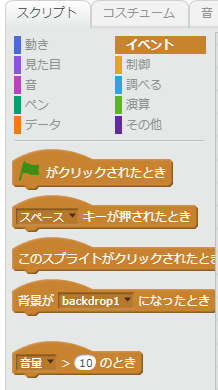 スクリプト コスチューム 音
動き イベント
見た目 制御
音 調べる
ペン 演算
データ その他
がクリックされたとき
スペース キーが押されたとき
このスプライトがクリックされたとき
背景が backdrop1 になったとき
音量 > 10 のとき